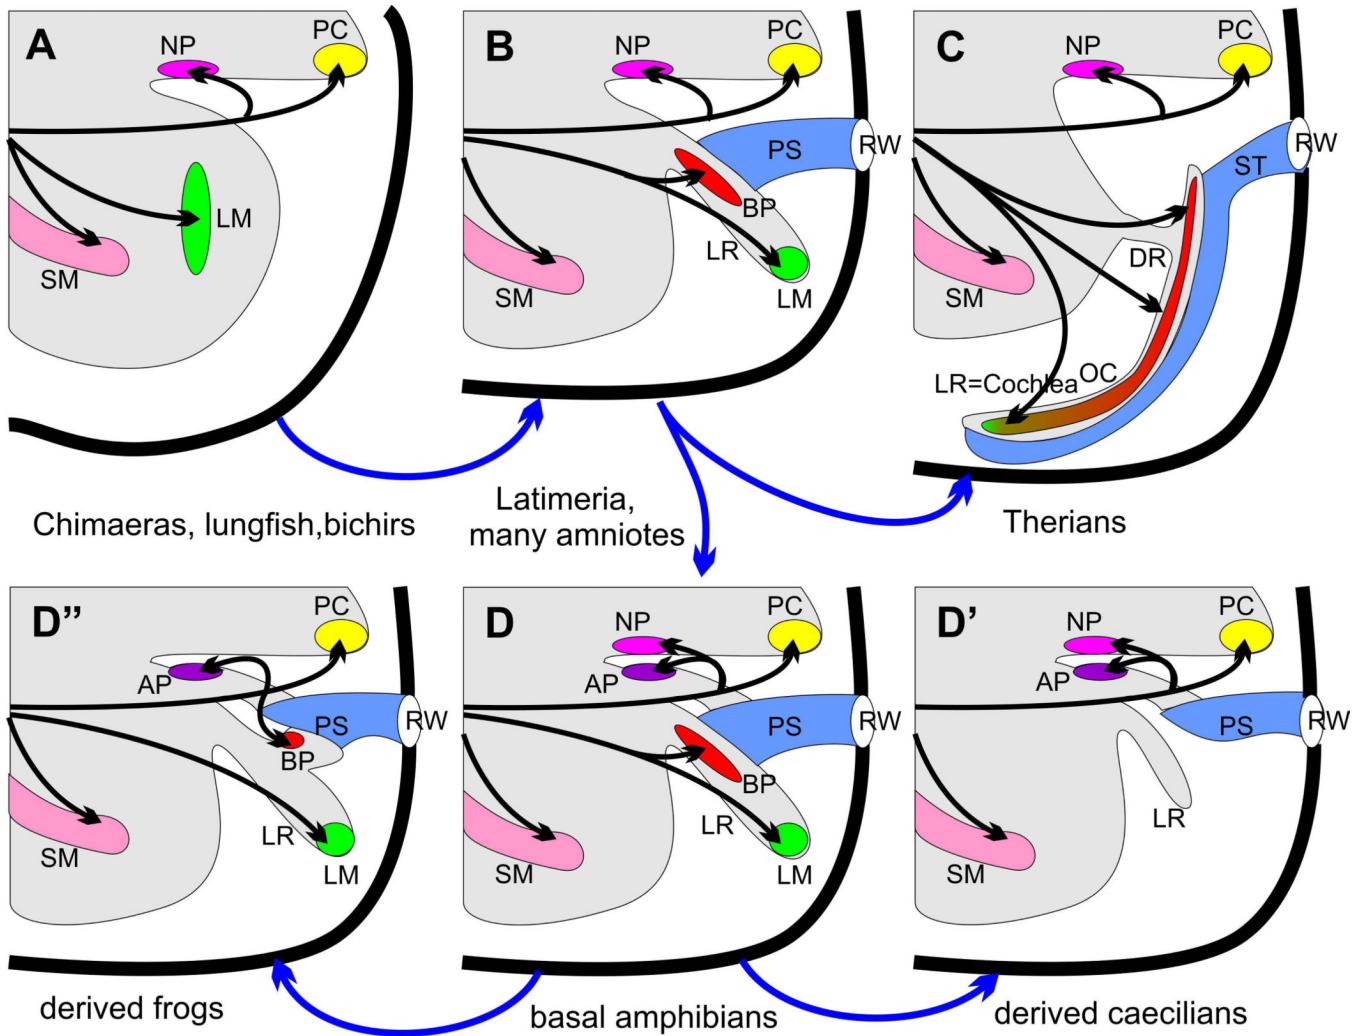 A
NP
PC
LM
SM
Chimaeras, lungfish,bichirs
B
NP
PC
PS
RW
BP
LR
SM
LM
Latimeria,
many amniotes
C
NP
PC
RW
ST
DR
SM
LR=Cochlea
OC
Therians
D”
PC
AP
PS
RW
BP
LR
SM
LM
derived frogs
D
NP
PC
AP
PS
RW
BP
LR
SM
LM
basal amphibians
D’
NP
PC
AP
PS
RW
LR
SM
derived caecilians